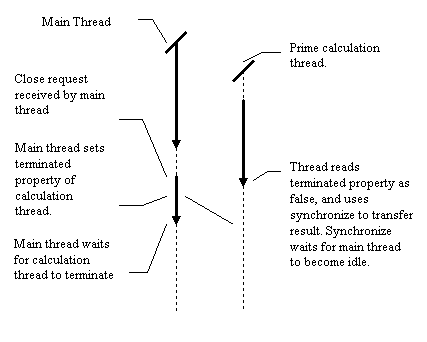 Main Thread
Prime calculation
thread.
Close request
received by main
thread
Main thread sets
terminated
property of
calculation
thread.
Thread reads
terminated property as
false, and uses
synchronize to transfer
result. Synchronize
waits for main thread
to become idle.
Main thread waits
for calculation
thread to terminate